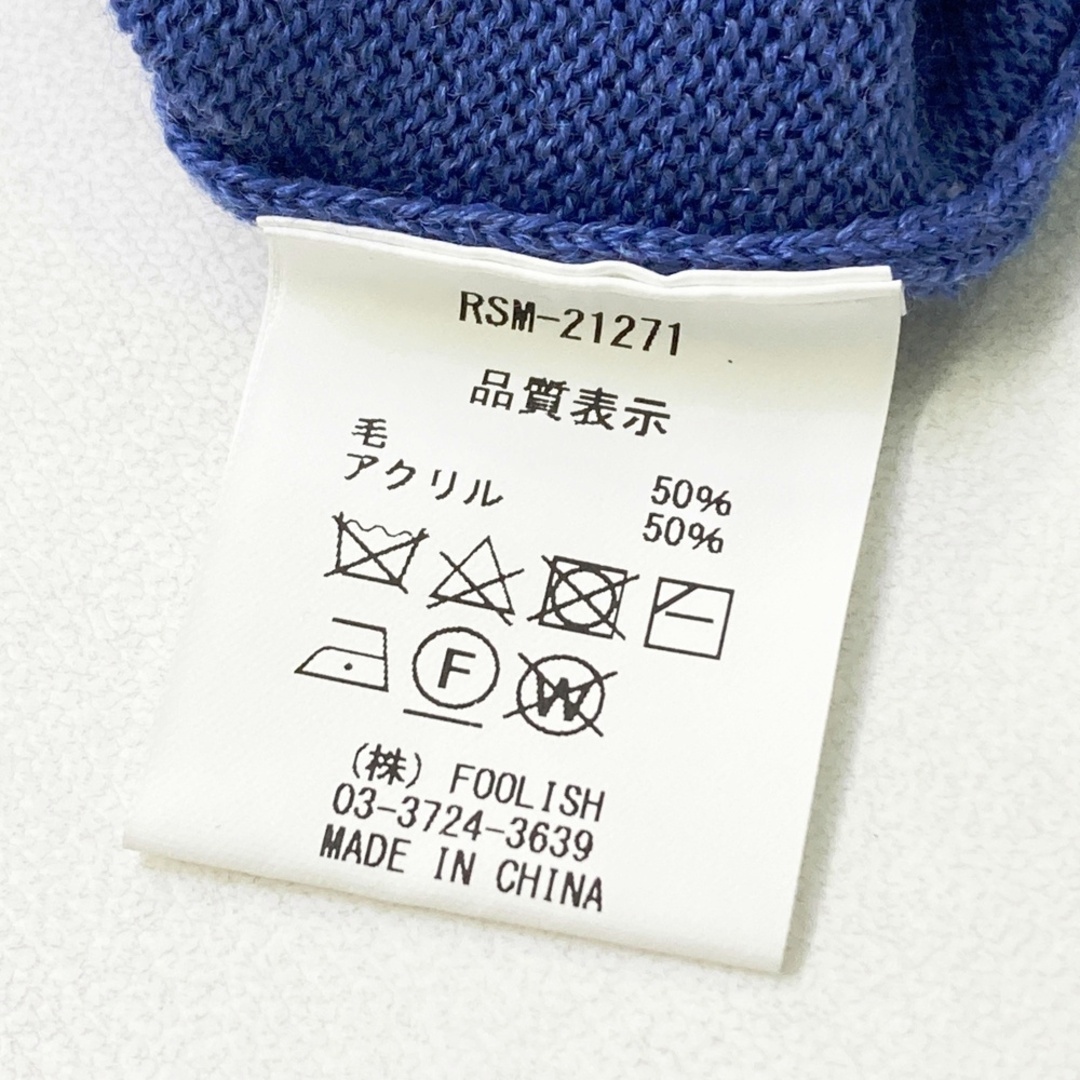 RSM-21271
品質表示
毛 50%
アクリル 50%
F W
(株) FOOLISH
03-3724-3639
MADE IN CHINA